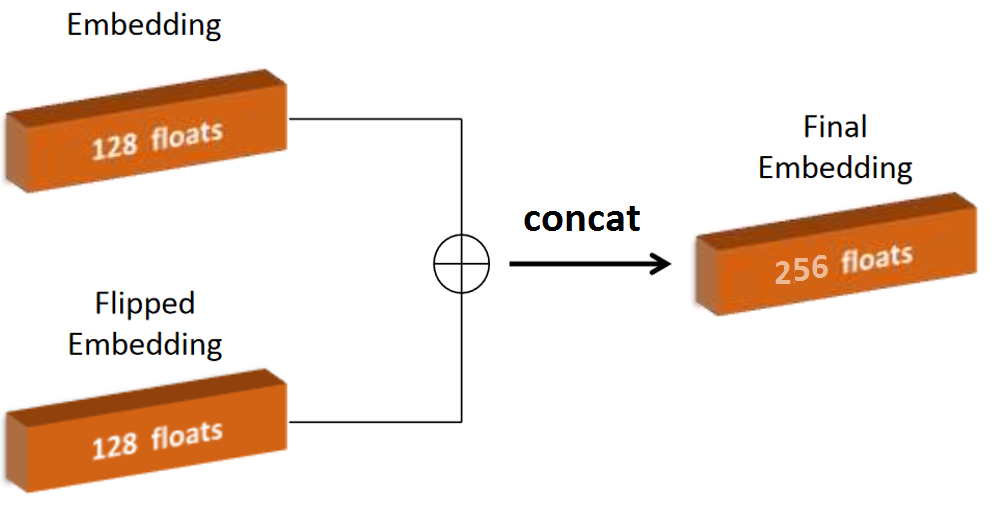 Embedding
128 floats
Flipped
Embedding
128 floats
concat
Final
Embedding
256 floats